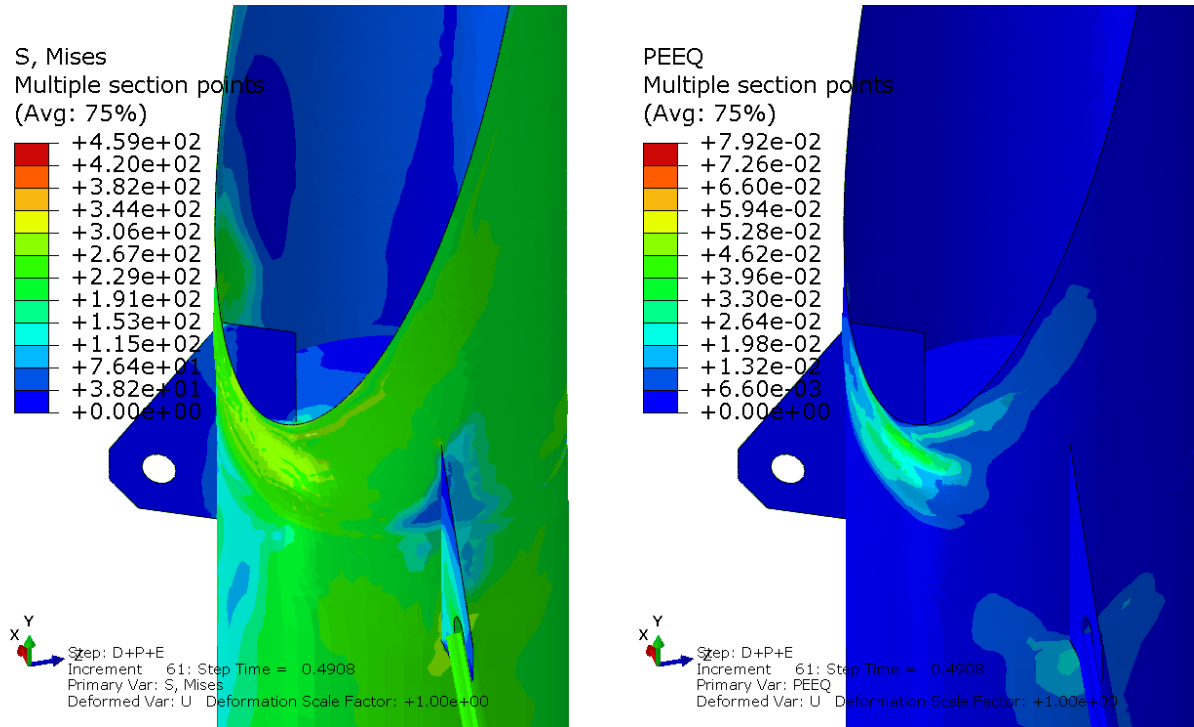 S, Mises
Multiple section points
(Avg: 75%)
+4.59e+02
+4.20e+02
+3.82e+02
+3.44e+02
+3.06e+02
+2.67e+02
+2.29e+02
+1.91e+02
+1.53e+02
+1.15e+02
+7.64e+01
+3.82e+01
+0.00e+00
Y
X
Z
Step: D+P+E
Increment 61: Step Time = 0.4908
Primary Var: S, Mises
Deformed Var: U Deformation Scale Factor: +1.00e+00
PEEQ
Multiple section points
(Avg: 75%)
+7.92e-02
+7.26e-02
+6.60e-02
+5.94e-02
+5.28e-02
+4.62e-02
+3.96e-02
+3.30e-02
+2.64e-02
+1.98e-02
+1.32e-02
+6.60e-03
+0.00e+00
Y
X
Z
Step: D+P+E
Increment 61: Step Time = 0.4908
Primary Var: PEEQ
Deformed Var: U Deformation Scale Factor: +1.00e+00